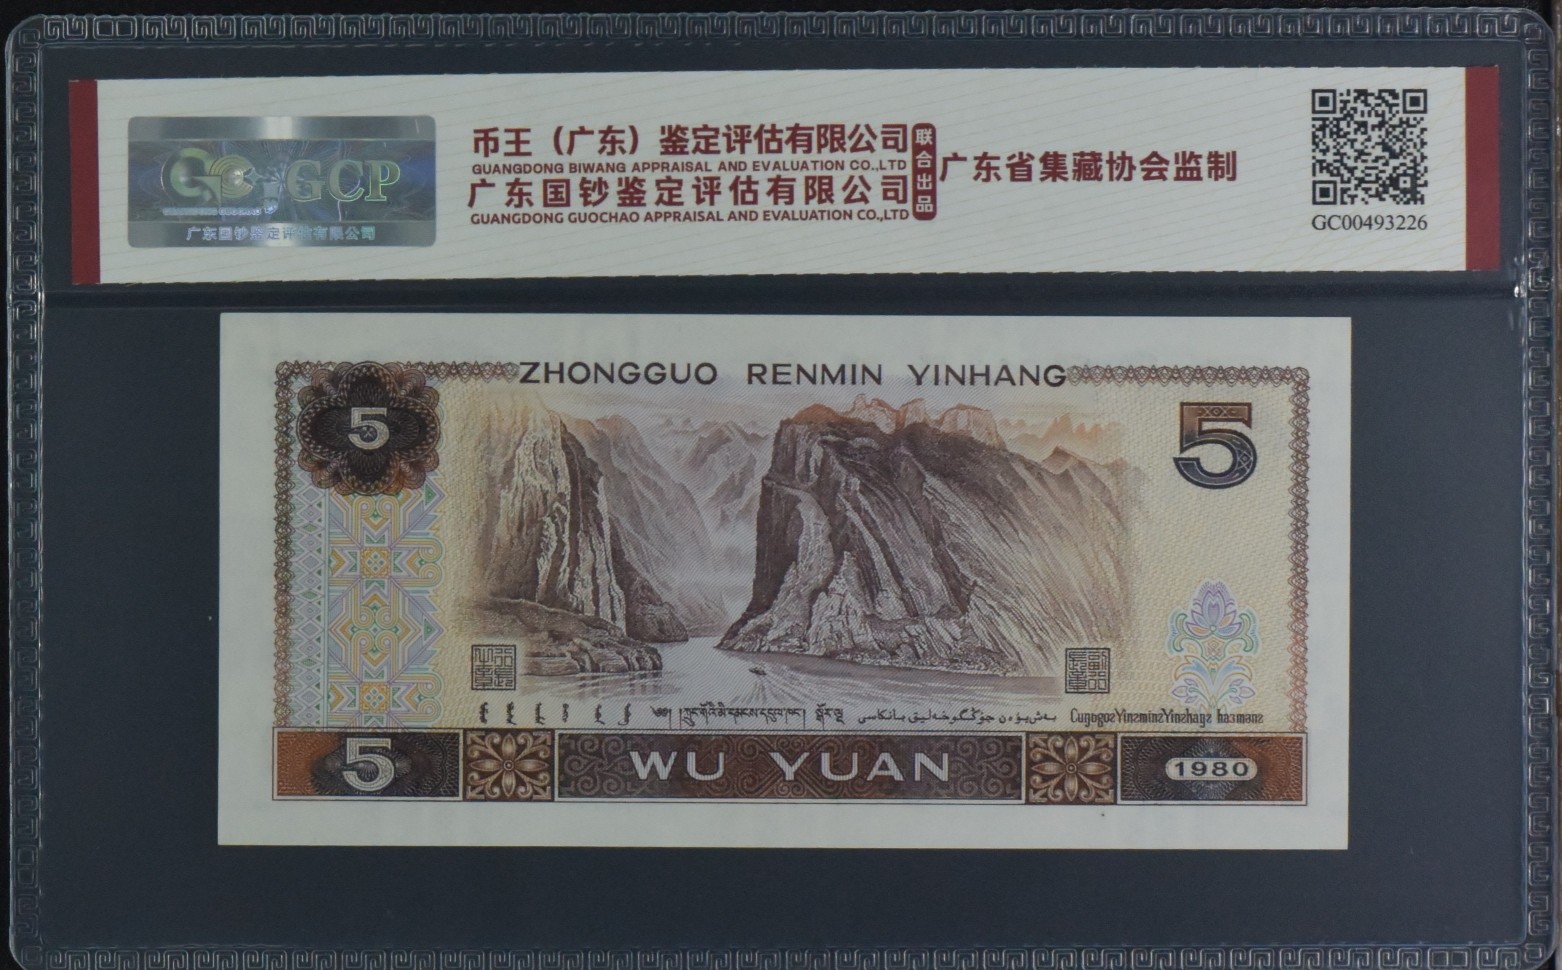 GCP
广东国钞鉴定评估有限公司
币王（广东）鉴定评估有限公司
GUANGDONG BIWANG APPRAISAL AND EVALUATION CO.,LTD
广东国钞鉴定评估有限公司
GUANGDONG GUOCHAO APPRAISAL AND EVALUATION CO.,LTD
联合出品
广东省集藏协会监制
GC00493226
ZHONGGUO RENMIN YINHANG
5
5
CuŋgoƨYinzminzYinƨhaŋƨ haзmanƨ
5
WU YUAN
1980